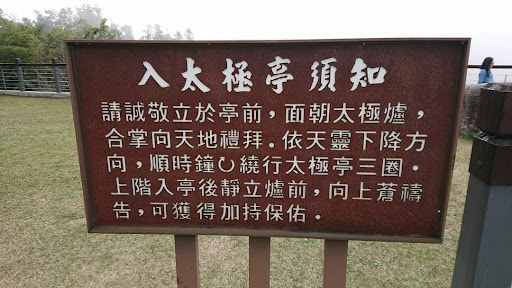 入太極亭須知
請誠敬立於亭前，面朝太極爐，
合掌向天地禮拜．依天靈下降方
向，順時鐘↻繞行太極亭三圈．
上階入亭後靜立爐前，向上蒼禱
告，可獲得加持保佑．